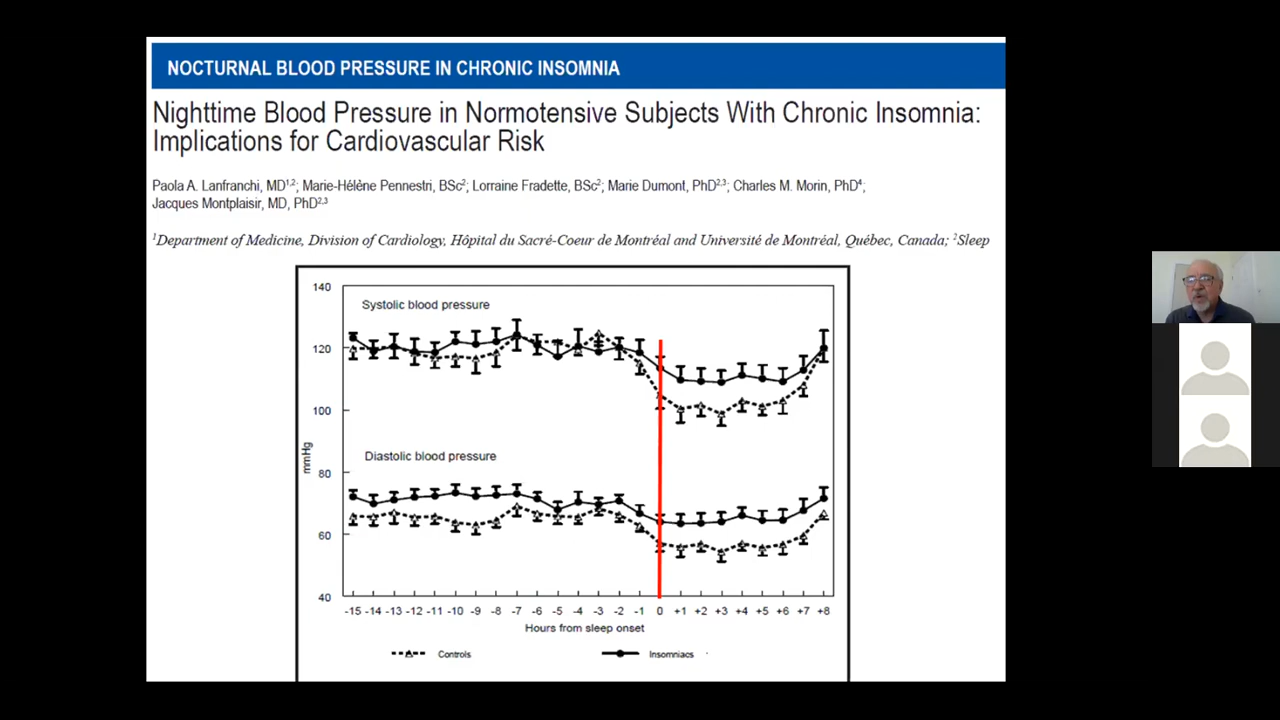 NOCTURNAL BLOOD PRESSURE IN CHRONIC INSOMNIA
Nighttime Blood Pressure in Normotensive Subjects With Chronic Insomnia:
Implications for Cardiovascular Risk
Paola A. Lanfranchi, MD1,2; Marie-Hélène Pennestri, BSc2; Lorraine Fradette, BSc2; Marie Dumont, PhD2,3; Charles M. Morin, PhD4;
Jacques Montplaisir, MD, PhD2,3
1Department of Medicine, Division of Cardiology, Hôpital du Sacré-Coeur de Montréal and Université de Montréal, Québec, Canada; 2Sleep
140
Systolic blood pressure
120
100
mmHg
Diastolic blood pressure
80
60
40
-15 -14 -13 -12 -11 -10 -9 -8 -7 -6 -5 -4 -3 -2 -1 0 +1 +2 +3 +4 +5 +6 +7 +8
Hours from sleep onset
Controls Insomniacs